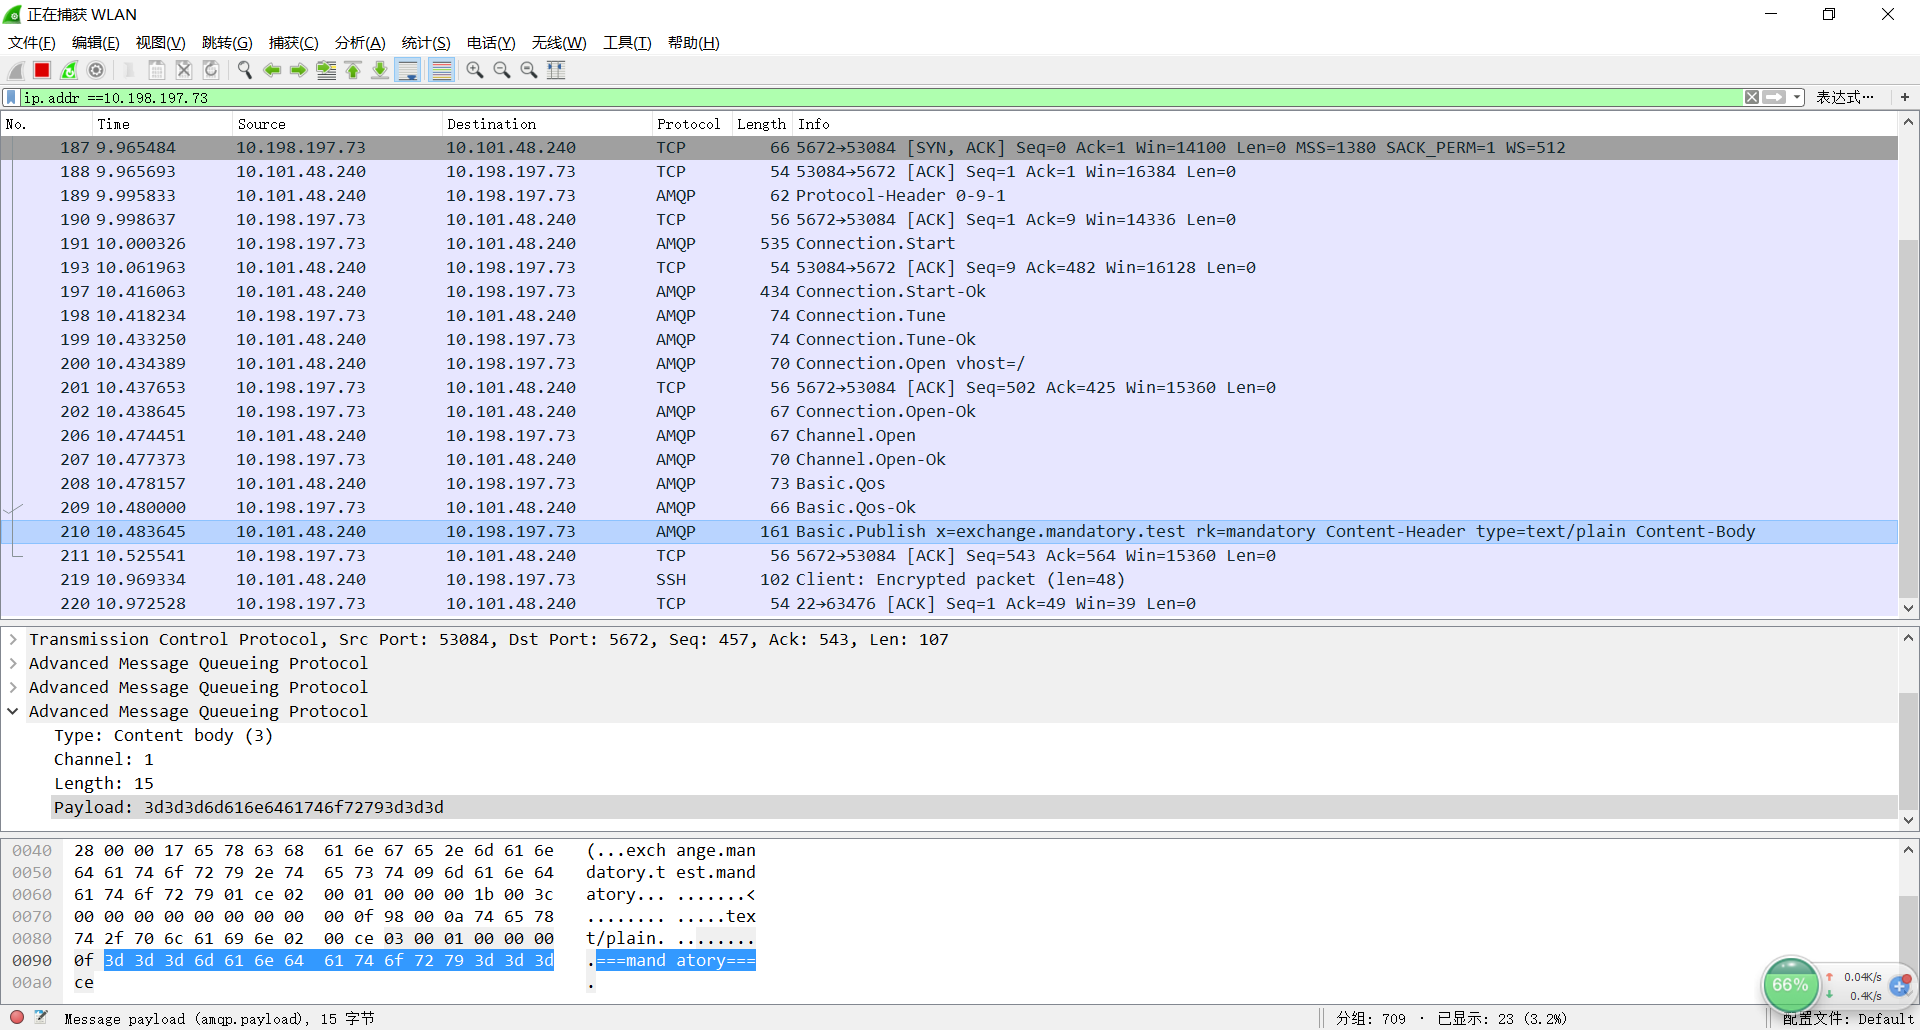 正在捕获 WLAN
文件(F) 编辑(E) 视图(V) 跳转(G) 捕获(C) 分析(A) 统计(S) 电话(Y) 无线(W) 工具(T) 帮助(H)
ip.addr ==10.198.197.73 表达式… +
No. Time Source Destination Protocol Length Info
187 9.965484 10.198.197.73 10.101.48.240 TCP 66 5672→53084 [SYN, ACK] Seq=0 Ack=1 Win=14100 Len=0 MSS=1380 SACK_PERM=1 WS=512
188 9.965693 10.101.48.240 10.198.197.73 TCP 54 53084→5672 [ACK] Seq=1 Ack=1 Win=16384 Len=0
189 9.995833 10.101.48.240 10.198.197.73 AMQP 62 Protocol-Header 0-9-1
190 9.998637 10.198.197.73 10.101.48.240 TCP 56 5672→53084 [ACK] Seq=1 Ack=9 Win=14336 Len=0
191 10.000326 10.198.197.73 10.101.48.240 AMQP 535 Connection.Start
193 10.061963 10.101.48.240 10.198.197.73 TCP 54 53084→5672 [ACK] Seq=9 Ack=482 Win=16128 Len=0
197 10.416063 10.101.48.240 10.198.197.73 AMQP 434 Connection.Start-Ok
198 10.418234 10.198.197.73 10.101.48.240 AMQP 74 Connection.Tune
199 10.433250 10.101.48.240 10.198.197.73 AMQP 74 Connection.Tune-Ok
200 10.434389 10.101.48.240 10.198.197.73 AMQP 70 Connection.Open vhost=/
201 10.437653 10.198.197.73 10.101.48.240 TCP 56 5672→53084 [ACK] Seq=502 Ack=425 Win=15360 Len=0
202 10.438645 10.198.197.73 10.101.48.240 AMQP 67 Connection.Open-Ok
206 10.474451 10.101.48.240 10.198.197.73 AMQP 67 Channel.Open
207 10.477373 10.198.197.73 10.101.48.240 AMQP 70 Channel.Open-Ok
208 10.478157 10.101.48.240 10.198.197.73 AMQP 73 Basic.Qos
209 10.480000 10.198.197.73 10.101.48.240 AMQP 66 Basic.Qos-Ok
210 10.483645 10.101.48.240 10.198.197.73 AMQP 161 Basic.Publish x=exchange.mandatory.test rk=mandatory Content-Header type=text/plain Content-Body
211 10.525541 10.198.197.73 10.101.48.240 TCP 56 5672→53084 [ACK] Seq=543 Ack=564 Win=15360 Len=0
219 10.969334 10.101.48.240 10.198.197.73 SSH 102 Client: Encrypted packet (len=48)
220 10.972528 10.198.197.73 10.101.48.240 TCP 54 22→63476 [ACK] Seq=1 Ack=49 Win=39 Len=0
Transmission Control Protocol, Src Port: 53084, Dst Port: 5672, Seq: 457, Ack: 543, Len: 107
Advanced Message Queueing Protocol
Advanced Message Queueing Protocol
Advanced Message Queueing Protocol
Type: Content body (3)
Channel: 1
Length: 15
Payload: 3d3d3d6d616e6461746f72793d3d3d
0040 28 00 00 17 65 78 63 68 61 6e 67 65 2e 6d 61 6e (...exch ange.man
0050 64 61 74 6f 72 79 2e 74 65 73 74 09 6d 61 6e 64 datory.t est.mand
0060 61 74 6f 72 79 01 ce 02 00 01 00 00 00 1b 00 3c atory... .......<
0070 00 00 00 00 00 00 00 00 00 0f 98 00 0a 74 65 78 ........ .....tex
0080 74 2f 70 6c 61 69 6e 02 00 ce 03 00 01 00 00 00 t/plain. ........
0090 0f 3d 3d 3d 6d 61 6e 64 61 74 6f 72 79 3d 3d 3d .===mand atory===
00a0 ce .
66% 0.04K/s
0.4K/s
Message payload (amqp.payload), 15 字节 分组: 709 · 已显示: 23 (3.2%) 配置文件: Default